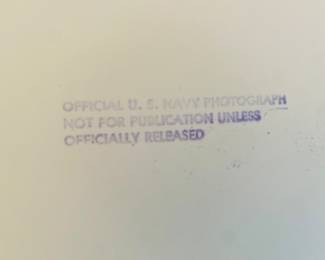 OFFICIAL U. S. NAVY PHOTOGRAPH
NOT FOR PUBLICATION UNLESS
OFFICIALLY RELEASED